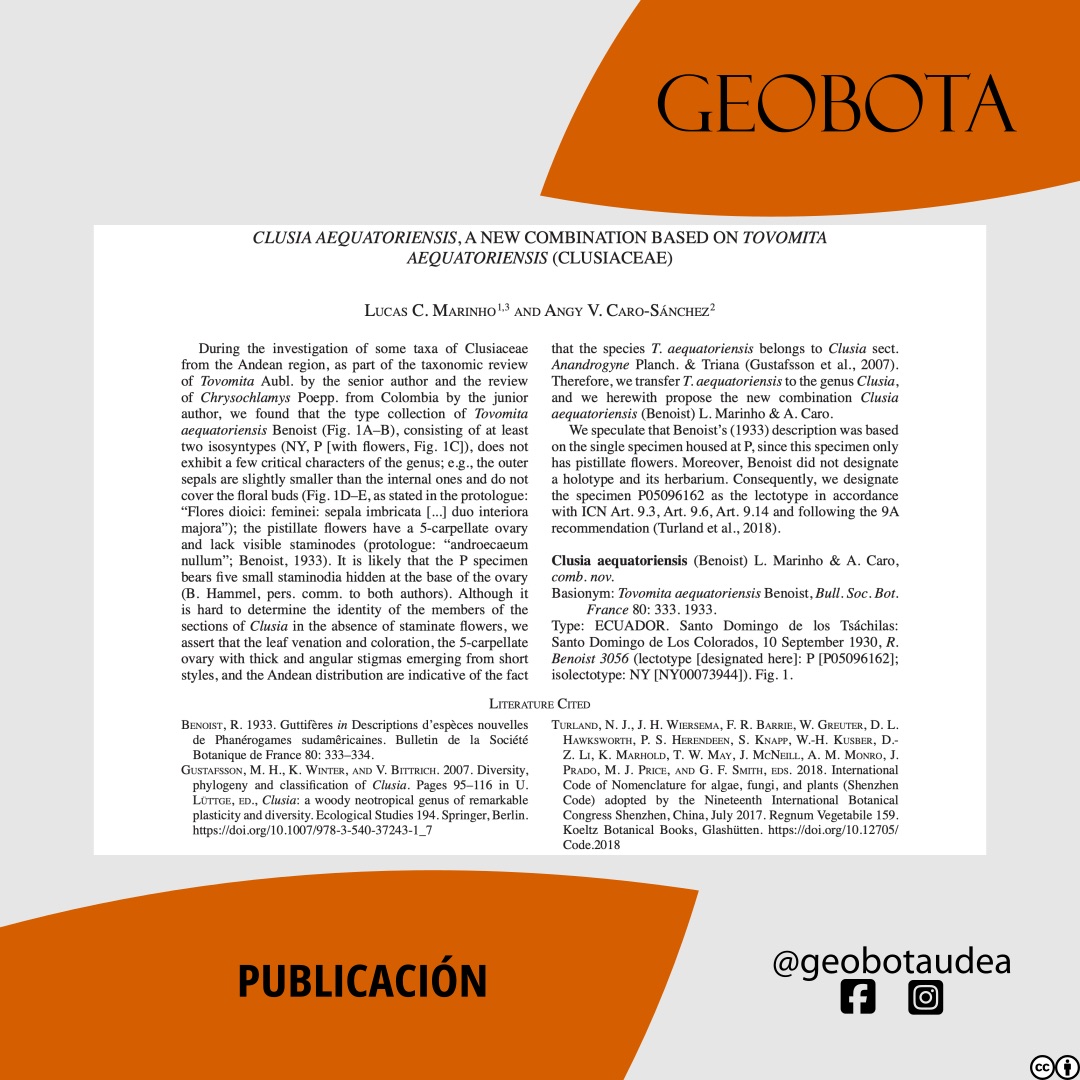 GEOBOTA
CLUSIA AEQUATORIENSIS, A NEW COMBINATION BASED ON TOVOMITA
AEQUATORIENSIS (CLUSIACEAE)
Lucas C. Marinho1,3 and Angy V. Caro-Sánchez2
During the investigation of some taxa of Clusiaceae
from the Andean region, as part of the taxonomic review
of Tovomita Aubl. by the senior author and the review
of Chrysochlamys Poepp. from Colombia by the junior
author, we found that the type collection of Tovomita
aequatoriensis Benoist (Fig. 1A–B), consisting of at least
two isosyntypes (NY, P [with flowers, Fig. 1C]), does not
exhibit a few critical characters of the genus; e.g., the outer
sepals are slightly smaller than the internal ones and do not
cover the floral buds (Fig. 1D–E, as stated in the protologue:
“Flores dioici: feminei: sepala imbricata [...] duo interiora
majora”); the pistillate flowers have a 5-carpellate ovary
and lack visible staminodes (protologue: “androecaeum
nullum”; Benoist, 1933). It is likely that the P specimen
bears five small staminodia hidden at the base of the ovary
(B. Hammel, pers. comm. to both authors). Although it
is hard to determine the identity of the members of the
sections of Clusia in the absence of staminate flowers, we
assert that the leaf venation and coloration, the 5-carpellate
ovary with thick and angular stigmas emerging from short
styles, and the Andean distribution are indicative of the fact
that the species T. aequatoriensis belongs to Clusia sect.
Anandrogyne Planch. & Triana (Gustafsson et al., 2007).
Therefore, we transfer T. aequatoriensis to the genus Clusia,
and we herewith propose the new combination Clusia
aequatoriensis (Benoist) L. Marinho & A. Caro.
We speculate that Benoist’s (1933) description was based
on the single specimen housed at P, since this specimen only
has pistillate flowers. Moreover, Benoist did not designate
a holotype and its herbarium. Consequently, we designate
the specimen P05096162 as the lectotype in accordance
with ICN Art. 9.3, Art. 9.6, Art. 9.14 and following the 9A
recommendation (Turland et al., 2018).
Clusia aequatoriensis (Benoist) L. Marinho & A. Caro,
comb. nov.
Basionym: Tovomita aequatoriensis Benoist, Bull. Soc. Bot.
France 80: 333. 1933.
Type: ECUADOR. Santo Domingo de los Tsáchilas:
Santo Domingo de Los Colorados, 10 September 1930, R.
Benoist 3056 (lectotype [designated here]: P [P05096162];
isolectotype: NY [NY00073944]). Fig. 1.
Literature Cited
Benoist, R. 1933. Guttifères in Descriptions d’espèces nouvelles
de Phanérogames sudamêricaines. Bulletin de la Société
Botanique de France 80: 333–334.
Gustafsson, M. H., K. Winter, and V. Bittrich. 2007. Diversity,
phylogeny and classification of Clusia. Pages 95–116 in U.
Lüttge, ed., Clusia: a woody neotropical genus of remarkable
plasticity and diversity. Ecological Studies 194. Springer, Berlin.
https://doi.org/10.1007/978-3-540-37243-1_7
Turland, N. J., J. H. Wiersema, F. R. Barrie, W. Greuter, D. L.
Hawksworth, P. S. Herendeen, S. Knapp, W.-H. Kusber, D.-
Z. Li, K. Marhold, T. W. May, J. McNeill, A. M. Monro, J.
Prado, M. J. Price, and G. F. Smith, eds. 2018. International
Code of Nomenclature for algae, fungi, and plants (Shenzhen
Code) adopted by the Nineteenth International Botanical
Congress Shenzhen, China, July 2017. Regnum Vegetabile 159.
Koeltz Botanical Books, Glashütten. https://doi.org/10.12705/
Code.2018
PUBLICACIÓN
@geobotaudea
cc